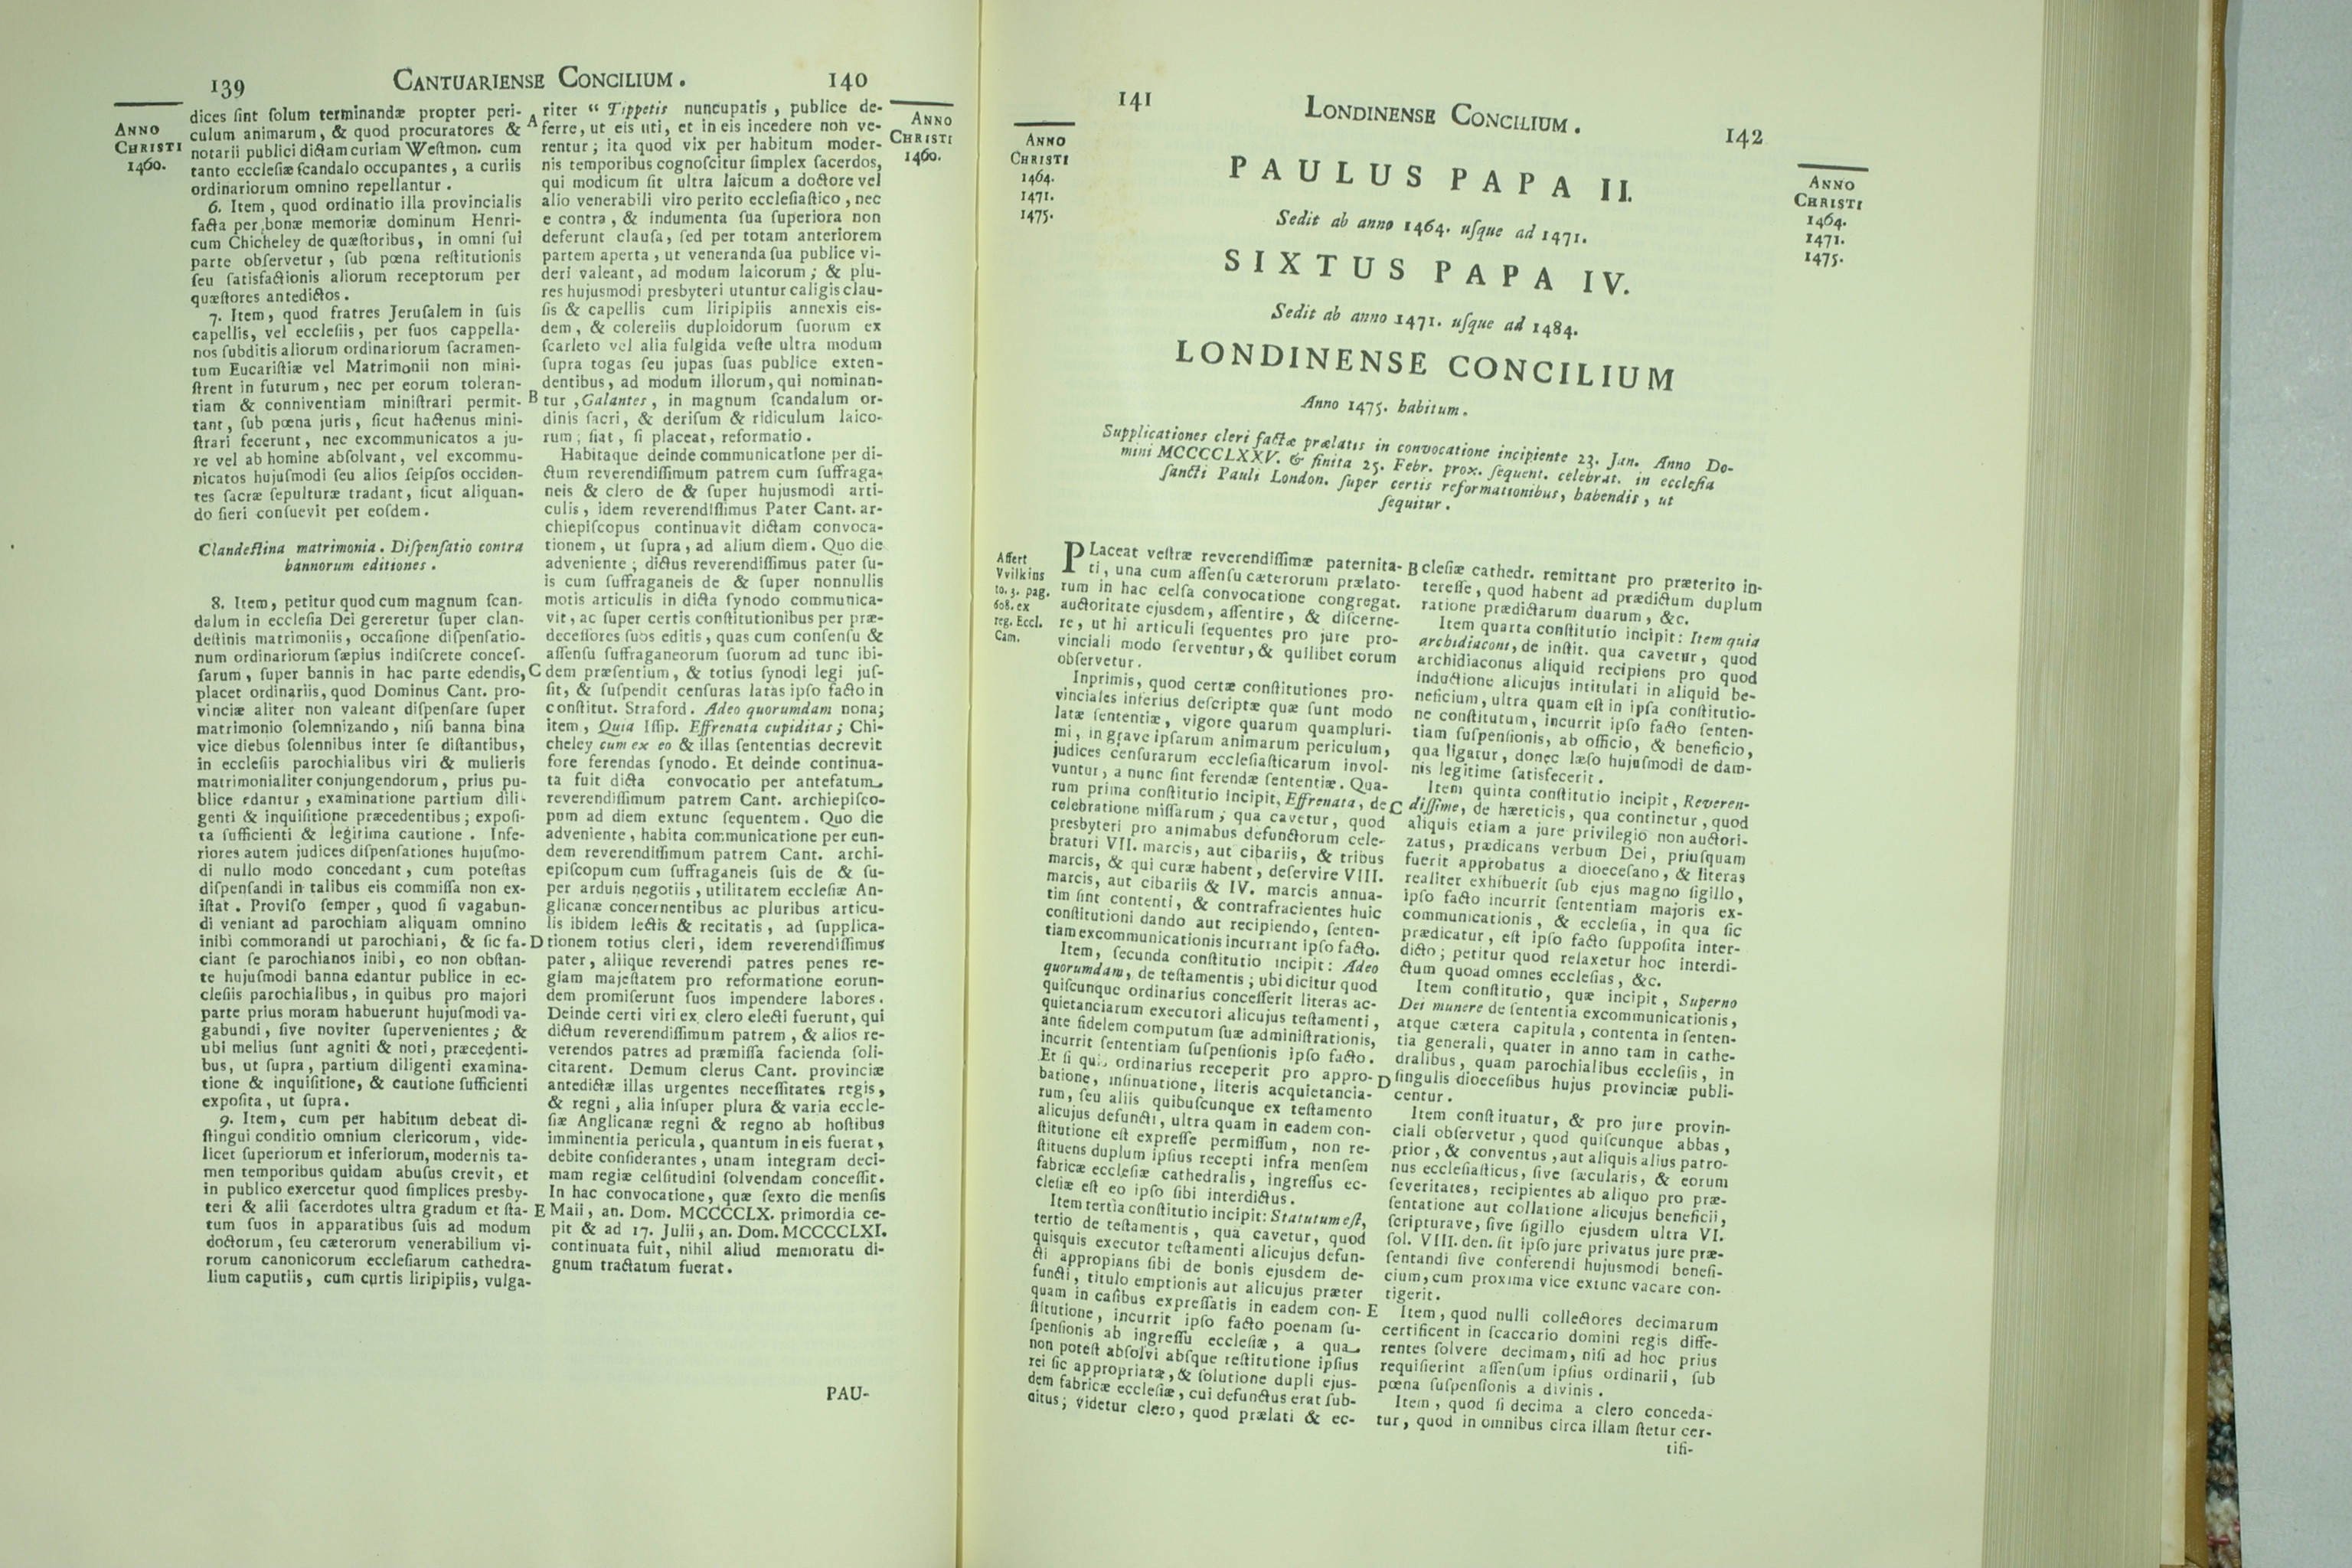 139
CANTUARIENSE CONCILIUM.
140
ANNO
CHRISTI
1460.
dices ſint ſolum terminandæ propter peri-
culum animarum, & quod procuratores &
notarii publici dictam curiam Weſtmon. cum
tanto eccleſiæ ſcandalo occupantes, a curiis
ordinariorum omnino repellantur.
6. Item, quod ordinatio illa provincialis
facta per bonæ memoriæ dominum Henri-
cum Chicheley de quæſtoribus, in omni ſui
parte obſervetur, ſub pœna reſtitutionis
ſeu ſatisfactionis aliorum receptorum per
quæſtores antedictos.
7. Item, quod fratres Jeruſalem in ſuis
capellis, vel eccleſiis, per ſuos cappella-
nos ſubditis aliorum ordinariorum ſacramen-
tum Euchariſtiæ vel Matrimonii non mini-
ſtrent in futurum, nec per eorum toleran-
tiam & conniventiam miniſtrari permit-
tant, ſub pœna juris, ſicut hactenus mini-
ſtrari fecerunt, nec excommunicatos a ju-
re vel ab homine abſolvant, vel excommu-
nicatos hujuſmodi ſeu alios ſeipſos occiden-
tes ſacræ ſepulturæ tradant, ſicut aliquan-
do fieri conſuevit per eoſdem.
Clandeſtina matrimonia. Diſpenſatio contra
bannorum editiones.
8. Item, petitur quod cum magnum ſcan-
dalum in eccleſia Dei gereretur ſuper clan-
deſtinis matrimoniis, occaſione diſpenſatio-
num ordinariorum ſæpius indiſcrete conceſ-
ſarum, ſuper bannis in hac parte edendis,
placet ordinariis, quod Dominus Cant. pro-
vinciæ aliter non valeant diſpenſare ſuper
matrimonio ſolemnizando, niſi banna bina
vice diebus ſolennibus inter ſe diſtantibus,
in eccleſiis parochialibus viri & mulieris
matrimonialiter conjungendorum, prius pu-
blice edantur, examinatione partium dili-
genti & inquiſitione præcedentibus; expoſi-
ta ſufficienti & legitima cautione. Infe-
riores autem judices diſpenſationes hujuſmo-
di nullo modo concedant, cum poteſtas
diſpenſandi in talibus eis commiſſa non ex-
iſtat. Proviſo ſemper, quod ſi vagabun-
di veniant ad parochiam aliquam omnino
inibi commorandi ut parochiani, & ſic fa-
ciant ſe parochianos inibi, eo non obſtan-
te hujuſmodi banna edantur publice in ec-
cleſiis parochialibus, in quibus pro majori
parte prius moram habuerunt hujuſmodi va-
gabundi, ſive noviter ſupervenientes; &
ubi melius ſunt agniti & noti, præcedenti-
bus, ut ſupra, partium diligenti examina-
tione & inquiſitione, & cautione ſufficienti
expoſita, ut ſupra.
9. Item, cum per habitum debeat di-
ſtingui conditio omnium clericorum, vide-
licet ſuperiorum et inferiorum, modernis ta-
men temporibus quidam abuſus crevit, et
in publico exercetur quod ſimplices presby-
teri & alii ſacerdotes ultra gradum et ſta-
tum ſuos in apparatibus ſuis ad modum
doctorum, ſeu cæterorum venerabilium vi-
rorum canonicorum eccleſiarum cathedra-
lium caputiis, cum curtis liripipiis, vulga-
A
B
C
D
E
riter “ Tippetis nuncupatis, publice de-
ferre, ut eis uti, et in eis incedere non ve-
rentur; ita quod vix per habitum moder-
nis temporibus cognoſcitur ſimplex ſacerdos,
qui modicum ſit ultra laicum a doctore vel
alio venerabili viro perito eccleſiaſtico, nec
e contra, & indumenta ſua ſuperiora non
deferunt clauſa, ſed per totam anteriorem
partem aperta, ut veneranda ſua publice vi-
deri valeant, ad modum laicorum; & plu-
res hujusmodi presbyteri utuntur caligis clau-
ſis & capellis cum liripipiis annexis eis-
dem, & colereiis duploidorum ſuorum ex
ſcarleto vel alia fulgida veſte ultra modum
ſupra togas ſeu jupas ſuas publice exten-
dentibus, ad modum illorum, qui nominan-
tur, Galantes, in magnum ſcandalum or-
dinis ſacri, & deriſum & ridiculum laico-
rum; fiat, ſi placeat, reformatio.
Habitaque deinde communicatione per di-
ctum reverendiſſimum patrem cum ſuffraga-
neis & clero de & ſuper hujusmodi arti-
culis, idem reverendiſſimus Pater Cant. ar-
chiepiſcopus continuavit dictam convoca-
tionem, ut ſupra, ad alium diem. Quo die
adveniente; dictus reverendiſſimus pater ſu-
is cum ſuffraganeis de & ſuper nonnullis
motis articulis in dicta ſynodo communica-
vit, ac ſuper certis conſtitutionibus per præ-
deceſſores ſuos editis, quas cum conſenſu &
aſſenſu ſuffraganeorum ſuorum ad tunc ibi-
dem præſentium, & totius ſynodi legi juſ-
ſit, & ſuſpendit cenſuras latas ipſo facto in
conſtitut. Straford. Adeo quorumdam nona;
item, Quia Iſlip. Effrenata cupiditas; Chi-
cheley cum ex eo & illas ſententias decrevit
fore ferendas ſynodo. Et deinde continua-
ta fuit dicta convocatio per antefatum
reverendiſſimum patrem Cant. archiepiſco-
pum ad diem extunc ſequentem. Quo die
adveniente, habita communicatione per eun-
dem reverendiſſimum patrem Cant. archi-
epiſcopum cum ſuffraganeis ſuis de & ſu-
per arduis negotiis, utilitatem eccleſiæ An-
glicanæ concernentibus ac pluribus articu-
lis ibidem lectis & recitatis, ad ſupplica-
tionem totius cleri, idem reverendiſſimus
pater, aliique reverendi patres penes re-
giam majeſtatem pro reformatione eorun-
dem promiſerunt ſuos impendere labores.
Deinde certi viri ex clero electi fuerunt, qui
dictum reverendiſſimum patrem, & alios re-
verendos patres ad præmiſſa facienda ſoli-
citarent. Demum clerus Cant. provinciæ
antedictæ illas urgentes neceſſitates regis,
& regni, alia inſuper plura & varia eccle-
ſiæ Anglicanæ regni & regno ab hoſtibus
imminentia pericula, quantum in eis fuerat,
debite conſiderantes, unam integram deci-
mam regiæ celſitudini ſolvendam conceſſit.
In hac convocatione, quæ ſexto die menſis
Maii, an. Dom. MCCCCLX. primordia ce-
pit & ad 17. Julii, an. Dom. MCCCCLXI.
continuata fuit, nihil aliud memoratu di-
gnum tractatum fuerat.
ANNO
CHRISTI
1460.
PAU-
141
LONDINENSE CONCILIUM.
142
ANNO
CHRISTI
1464.
1471.
1475.
ANNO
CHRISTI
1464.
1471.
1475.
PAULUS PAPA II.
Sedit ab anno 1464. uſque ad 1471.
SIXTUS PAPA IV.
Sedit ab anno 1471. uſque ad 1484.
LONDINENSE CONCILIUM
Anno 1475. habitum.
Supplicationes cleri factæ prælatis in convocatione incipiente 23. Jan. Anno Do-
mini MCCCCLXXV. & finita 25. Febr. prox. ſequent. celebrat. in eccleſia
ſancti Pauli London. ſuper certis reformationibus, habendis, ut
ſequitur.
Affert
Vvilkins
to. 3. pag.
608. ex
reg. Eccl.
Cam.
PLaceat veſtræ reverendiſſimæ paternita-
ti, una cum aſſenſu cæterorum prælato-
rum in hac celſa convocatione congregat.
auctoritate ejusdem, aſſentire, & diſcerne-
re, ut hi articuli ſequentes pro jure pro-
vinciali modo ſerventur, & quilibet eorum
obſervetur.
Inprimis, quod certæ conſtitutiones pro-
vinciales inferius deſcriptæ quæ ſunt modo
latæ ſententiæ, vigore quarum quampluri-
mi, in grave ipſarum animarum periculum,
judices cenſurarum eccleſiaſticarum invol-
vuntur, a nunc ſint ferendæ ſententiæ. Qua-
rum prima conſtitutio incipit, Effrenata, de
celebratione miſſarum; qua cavetur, quod
presbyteri pro animabus defunctorum cele-
braturi VII. marcis, aut cibariis, & tribus
marcis, & qui curæ habent, deſervire VIII.
marcis, aut cibariis & IV. marcis annua-
tim ſint contenti, & contrafracientes huic
conſtitutioni dando aut recipiendo, ſenten-
tiam excommunicationis incurrant ipſo facto.
Item, ſecunda conſtitutio incipit: Adeo
quorumdam, de teſtamentis; ubi dicitur quod
quiſcunque ordinarius conceſſerit literas ac-
quietanciarum executori alicujus teſtamenti,
ante fidelem computum ſuæ adminiſtrationis,
incurrit ſententiam ſuſpenſionis ipſo facto.
Et ſi quis ordinarius receperit pro appro-
batione, inſinuatione, literis acquietancia-
rum, ſeu aliis quibuſcunque ex teſtamento
alicujus defuncti, ultra quam in eadem con-
ſtitutione eſt expreſſe permiſſum, non re-
ſtituens duplum ipſius recepti infra menſem
fabricæ eccleſiæ cathedralis, ingreſſus ec-
cleſiæ eſt eo ipſo ſibi interdictus.
Item tertia conſtitutio incipit: Statutum eſt,
tertio de teſtamentis, qua cavetur, quod
quisquis executor teſtamenti alicujus defun-
cti appropians ſibi de bonis ejusdem de-
functi, titulo emptionis aut alicujus præter
quam in caſibus expreſſatis in eadem con-
ſtitutione, incurrit ipſo facto poenam ſu-
ſpenſionis ab ingreſſu eccleſiæ, a qua
non poteſt abſolvi abſque reſtitutione ipſius
rei ſic appropriatæ, & ſolutione dupli ejus-
dem fabricæ eccleſiæ, cui defunctus erat ſub-
ditus; videtur clero, quod prælati & ec-
B
C
D
E
cleſiæ cathedr. remittant pro præterito in-
tereſſe, quod habent ad prædictum duplum
ratione prædictarum duarum, &c.
Item quarta conſtitutio incipit: Item quia
archidiaconi, de inſtit. qua cavetur, quod
archidiaconus aliquid recipiens pro quod
inductione alicujus intitulati in aliquid be-
neficium, ultra quam eſt in ipſa conſtitutio-
ne conſtitutum, incurrit ipſo facto ſenten-
tiam ſuſpenſionis, ab officio, & beneficio,
qua ligatur, donec læſo hujuſmodi de dam-
nis legitime ſatisfecerit.
Item quinta conſtitutio incipit, Reveren-
diſſime, de hæreticis, qua continetur, quod
aliquis etiam a jure privilegio non auctori-
zatus, prædicans verbum Dei, priuſquam
fuerit approbatus a dioeceſano, & literas
realiter exhibuerit ſub ejus magno ſigillo,
ipſo facto incurrit ſententiam majoris ex-
communicationis, & eccleſia, in qua ſic
prædicatur, eſt ipſo facto ſuppoſita inter-
dicto; petitur quod relaxetur hoc interdi-
ctum quoad omnes eccleſias, &c.
Item conſtitutio, quæ incipit, Superno
Dei munere de ſententia excommunicationis,
atque cætera capitula, contenta in ſenten-
tia generali, quater in anno tam in cathe-
dralibus, quam parochialibus eccleſiis, in
ſingulis dioeceſibus hujus provinciæ publi-
centur.
Item conſtituatur, & pro jure provin-
ciali obſervetur, quod quiſcunque abbas,
prior, & conventus, aut aliquis alius patro-
nus eccleſiaſticus, ſive ſæcularis, & eorum
ſeveritates, recipientes ab aliquo pro præ-
ſentatione aut collatione alicujus beneficii,
ſcripturave, ſive ſigillo ejusdem ultra VI.
ſol. VIII. den. ſit ipſo jure privatus jure præ-
ſentandi ſive conferendi hujusmodi benefi-
cium, cum proxima vice extunc vacare con-
tigerit.
Item, quod nulli collectores decimarum
certificent in ſcaccario domini regis diffe-
rentes ſolvere decimam, niſi ad hoc prius
requiſierint aſſenſum ipſius ordinarii, ſub
pœna ſuſpenſionis a divinis.
Item, quod ſi decima a clero conceda-
tur, quod in omnibus circa illam ſtetur cer-
tifi-